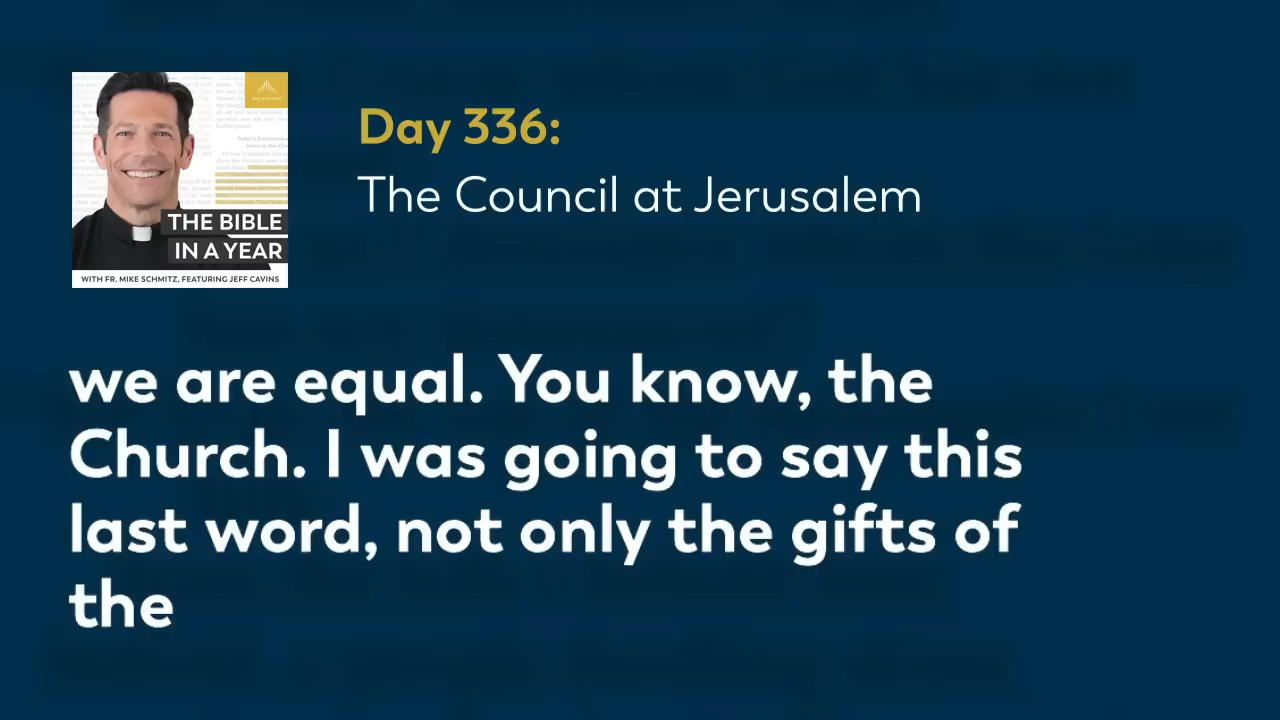 THE BIBLE
IN A YEAR
WITH FR. MIKE SCHMITZ, FEATURING JEFF CAVINS
Day 336:
The Council at Jerusalem
we are equal. You know, the
Church. I was going to say this
last word, not only the gifts of
the